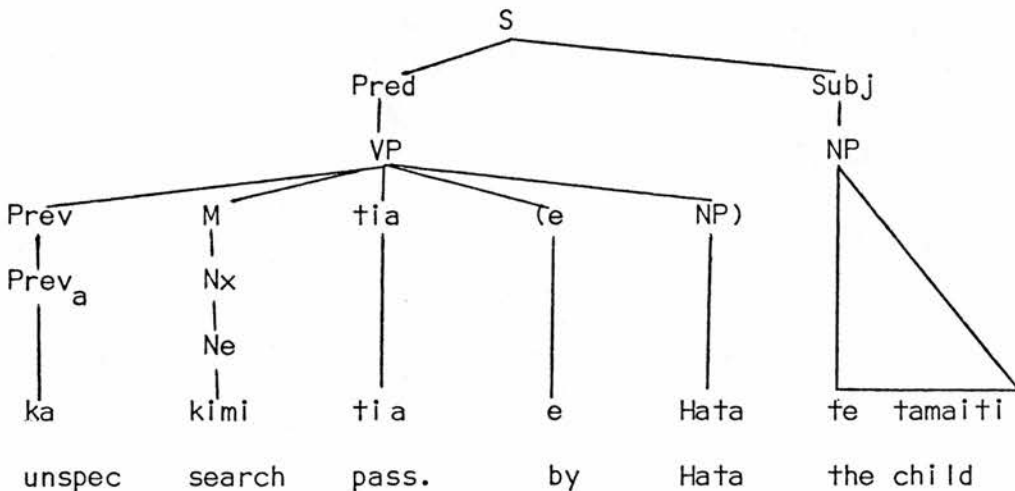 S
Pred Subj
VP NP
Prev M tia (e NP)
Prevₐ Nx
Ne
ka kimi tia e Hata te tamaiti
unspec search pass. by Hata the child